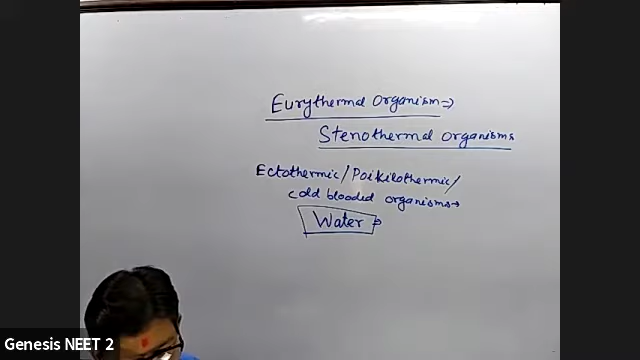 Eurythermal Organism ⇒
Stenothermal organisms
Ectothermic/Poikilothermic/
cold blooded organisms→
Water ⇒
Genesis NEET 2